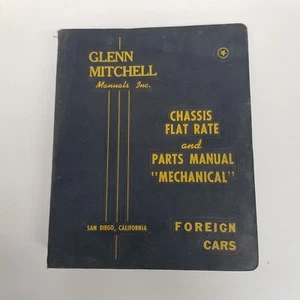 GLENN
MITCHELL
Manuals Inc.
CHASSIS
FLAT RATE
and
PARTS MANUAL
"MECHANICAL"
SAN DIEGO, CALIFORNIA
FOREIGN
CARS